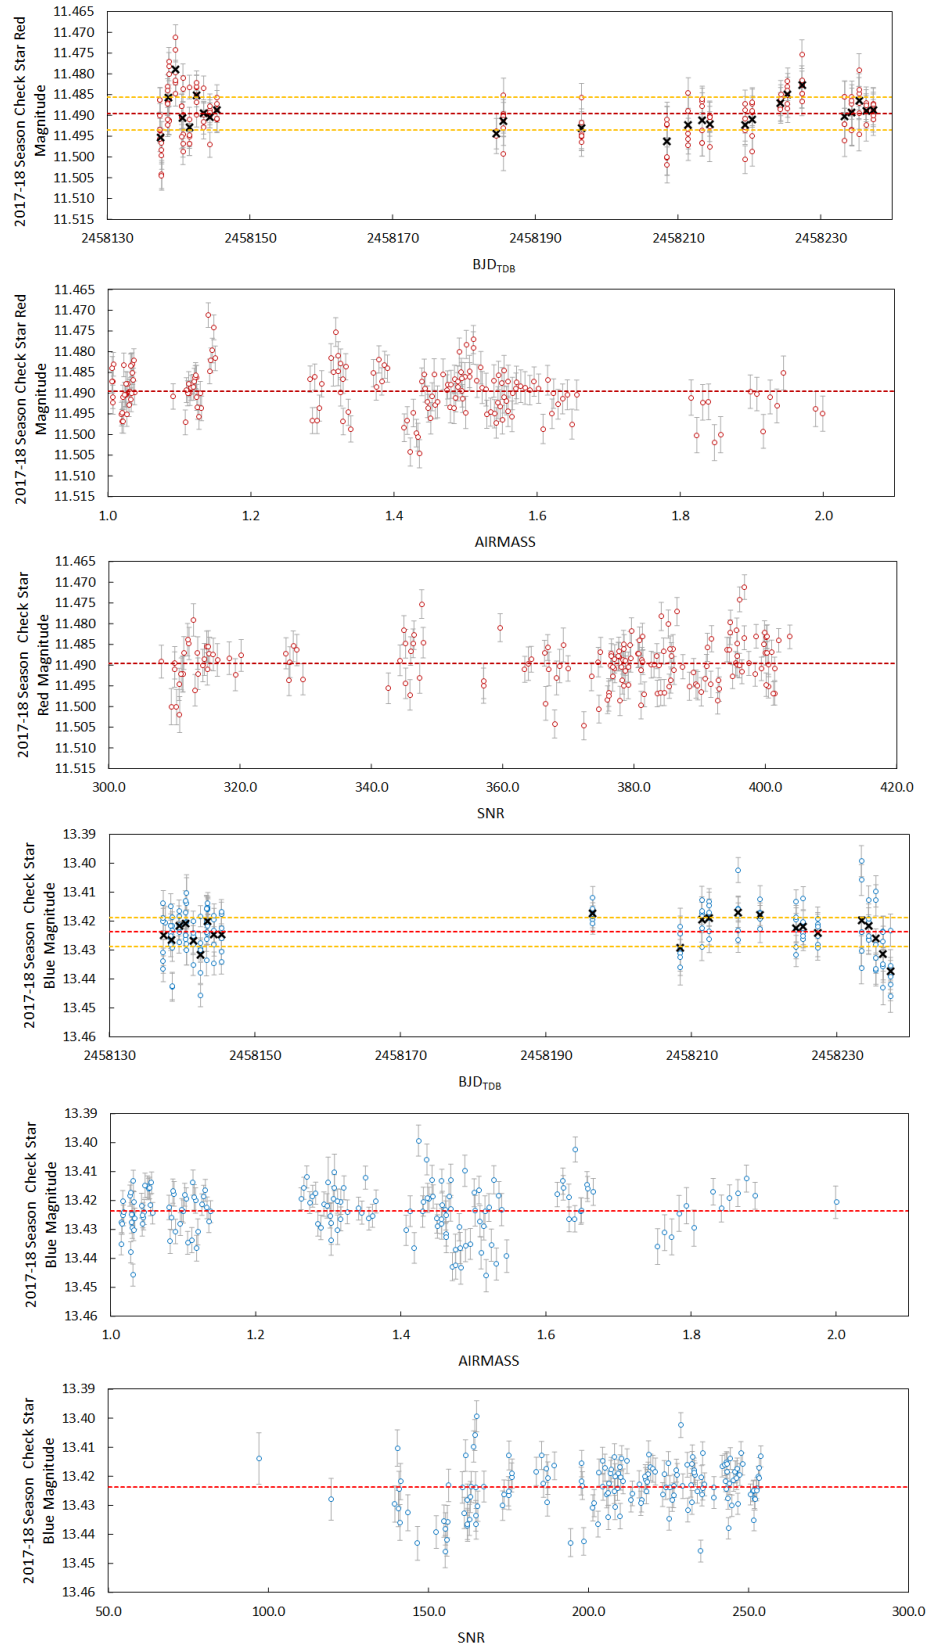 2017-18 Season Check Star Red
Magnitude
11.465
11.470
11.475
11.480
11.485
11.490
11.495
11.500
11.505
11.510
11.515
2458130 2458150 2458170 2458190 2458210 2458230
BJDTDB
2017-18 Season Check Star Red
Magnitude
11.465
11.470
11.475
11.480
11.485
11.490
11.495
11.500
11.505
11.510
11.515
1.0 1.2 1.4 1.6 1.8 2.0
AIRMASS
2017-18 Season Check Star
Red Magnitude
11.465
11.470
11.475
11.480
11.485
11.490
11.495
11.500
11.505
11.510
11.515
300.0 320.0 340.0 360.0 380.0 400.0 420.0
SNR
2017-18 Season Check Star
Blue Magnitude
13.39
13.40
13.41
13.42
13.43
13.44
13.45
13.46
2458130 2458150 2458170 2458190 2458210 2458230
BJDTDB
2017-18 Season Check Star
Blue Magnitude
13.39
13.40
13.41
13.42
13.43
13.44
13.45
13.46
1.0 1.2 1.4 1.6 1.8 2.0
AIRMASS
2017-18 Season Check Star
Blue Magnitude
13.39
13.40
13.41
13.42
13.43
13.44
13.45
13.46
50.0 100.0 150.0 200.0 250.0 300.0
SNR